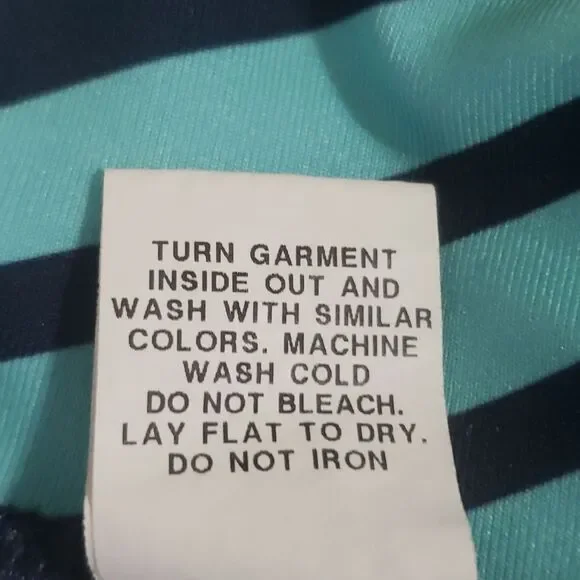 TURN GARMENT
INSIDE OUT AND
WASH WITH SIMILAR
COLORS. MACHINE
WASH COLD
DO NOT BLEACH.
LAY FLAT TO DRY.
DO NOT IRON